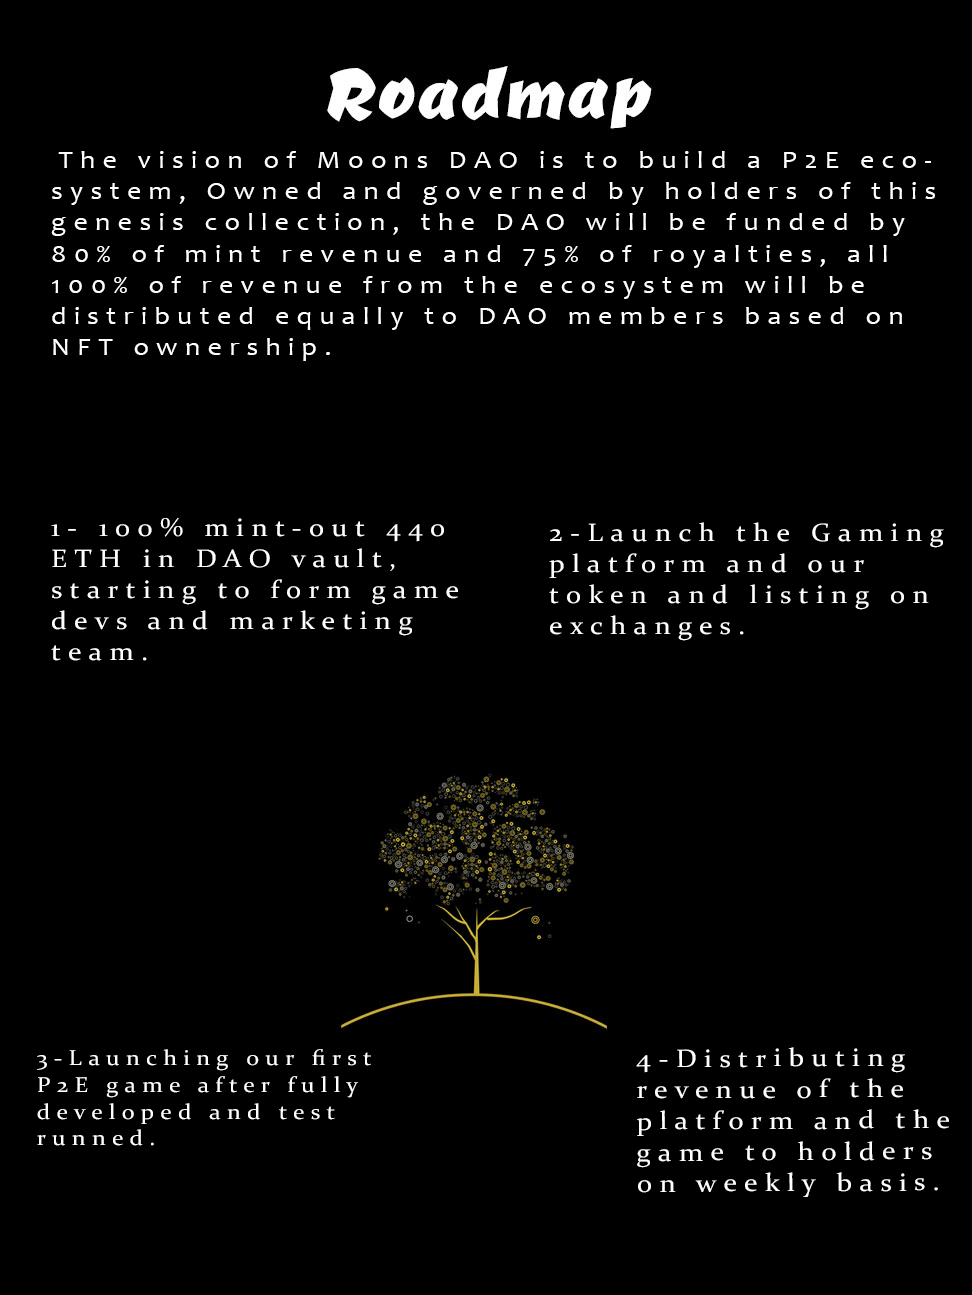 Roadmap
The vision of Moons DAO is to build a P2E eco-
system, Owned and governed by holders of this
genesis collection, the DAO will be funded by
80% of mint revenue and 75% of royalties, all
100% of revenue from the ecosystem will be
distributed equally to DAO members based on
NFT ownership.
1- 100% mint-out 440
ETH in DAO vault,
starting to form game
devs and marketing
team.
2-Launch the Gaming
platform and our
token and listing on
exchanges.
3-Launching our first
P2E game after fully
developed and test
runned.
4-Distributing
revenue of the
platform and the
game to holders
on weekly basis.